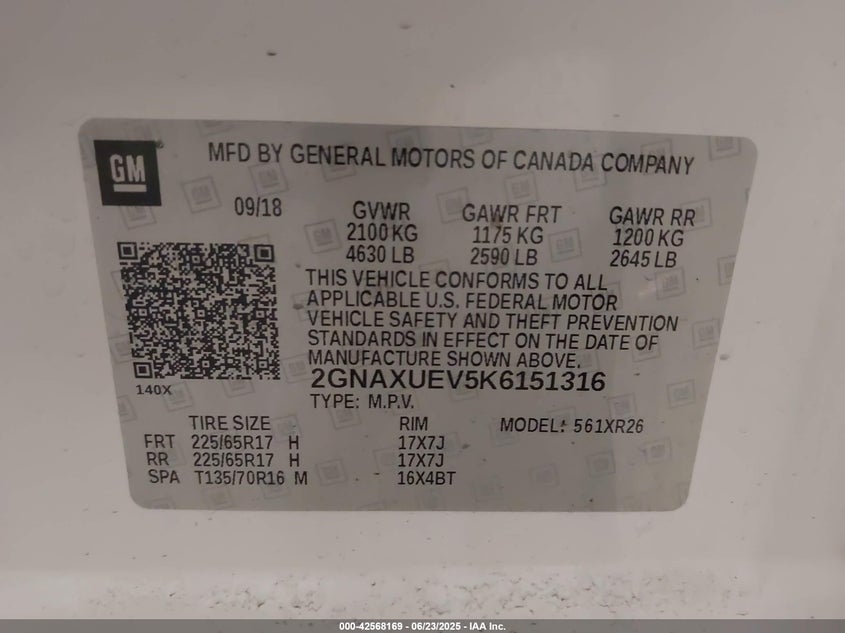 GM
MFD BY GENERAL MOTORS OF CANADA COMPANY
09/18 GVWR GAWR FRT GAWR RR
2100 KG 1175 KG 1200 KG
4630 LB 2590 LB 2645 LB
THIS VEHICLE CONFORMS TO ALL
APPLICABLE U.S. FEDERAL MOTOR
VEHICLE SAFETY AND THEFT PREVENTION
STANDARDS IN EFFECT ON THE DATE OF
MANUFACTURE SHOWN ABOVE.
140X
2GNAXUEV5K6151316
TYPE: M.P.V.
TIRE SIZE RIM MODEL: 561XR26
FRT 225/65R17 H 17X7J
RR 225/65R17 H 17X7J
SPA T135/70R16 M 16X4BT
000-42568169 | 06/23/2025 - IAA Inc.